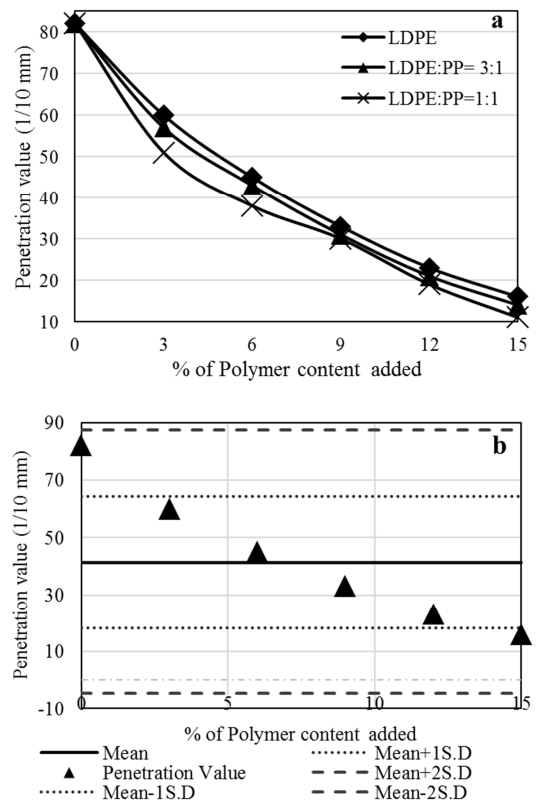 a
80
70
60
50
40
30
20
10
Penetration value (1/10 mm)
LDPE
LDPE:PP= 3:1
LDPE:PP=1:1
0 3 6 9 12 15
% of Polymer content added
b
90
70
50
30
10
-10
Penetration value (1/10 mm)
0 5 10 15
% of Polymer content added
Mean Mean+1S.D
Penetration Value Mean+2S.D
Mean-1S.D Mean-2S.D